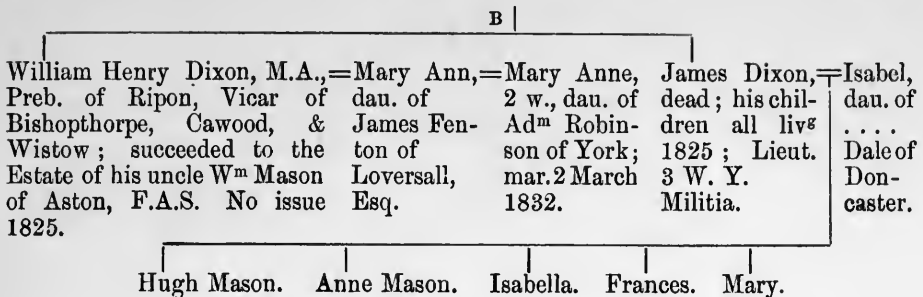 B
William Henry Dixon, M.A.,
Preb. of Ripon, Vicar of
Bishopthorpe, Cawood, &
Wistow ; succeeded to the
Estate of his uncle Wᵐ Mason
of Aston, F.A.S. No issue
1825.
=Mary Ann,
dau. of
James Fen-
ton of
Loversall,
Esq.
=Mary Anne,
2 w., dau. of
Adᵐ Robin-
son of York;
mar. 2 March
1832.
James Dixon,
dead ; his chil-
dren all livᵍ
1825 ; Lieut.
3 W. Y.
Militia.
=Isabel,
dau. of
. . . .
Dale of
Don-
caster.
Hugh Mason. Anne Mason. Isabella. Frances. Mary.